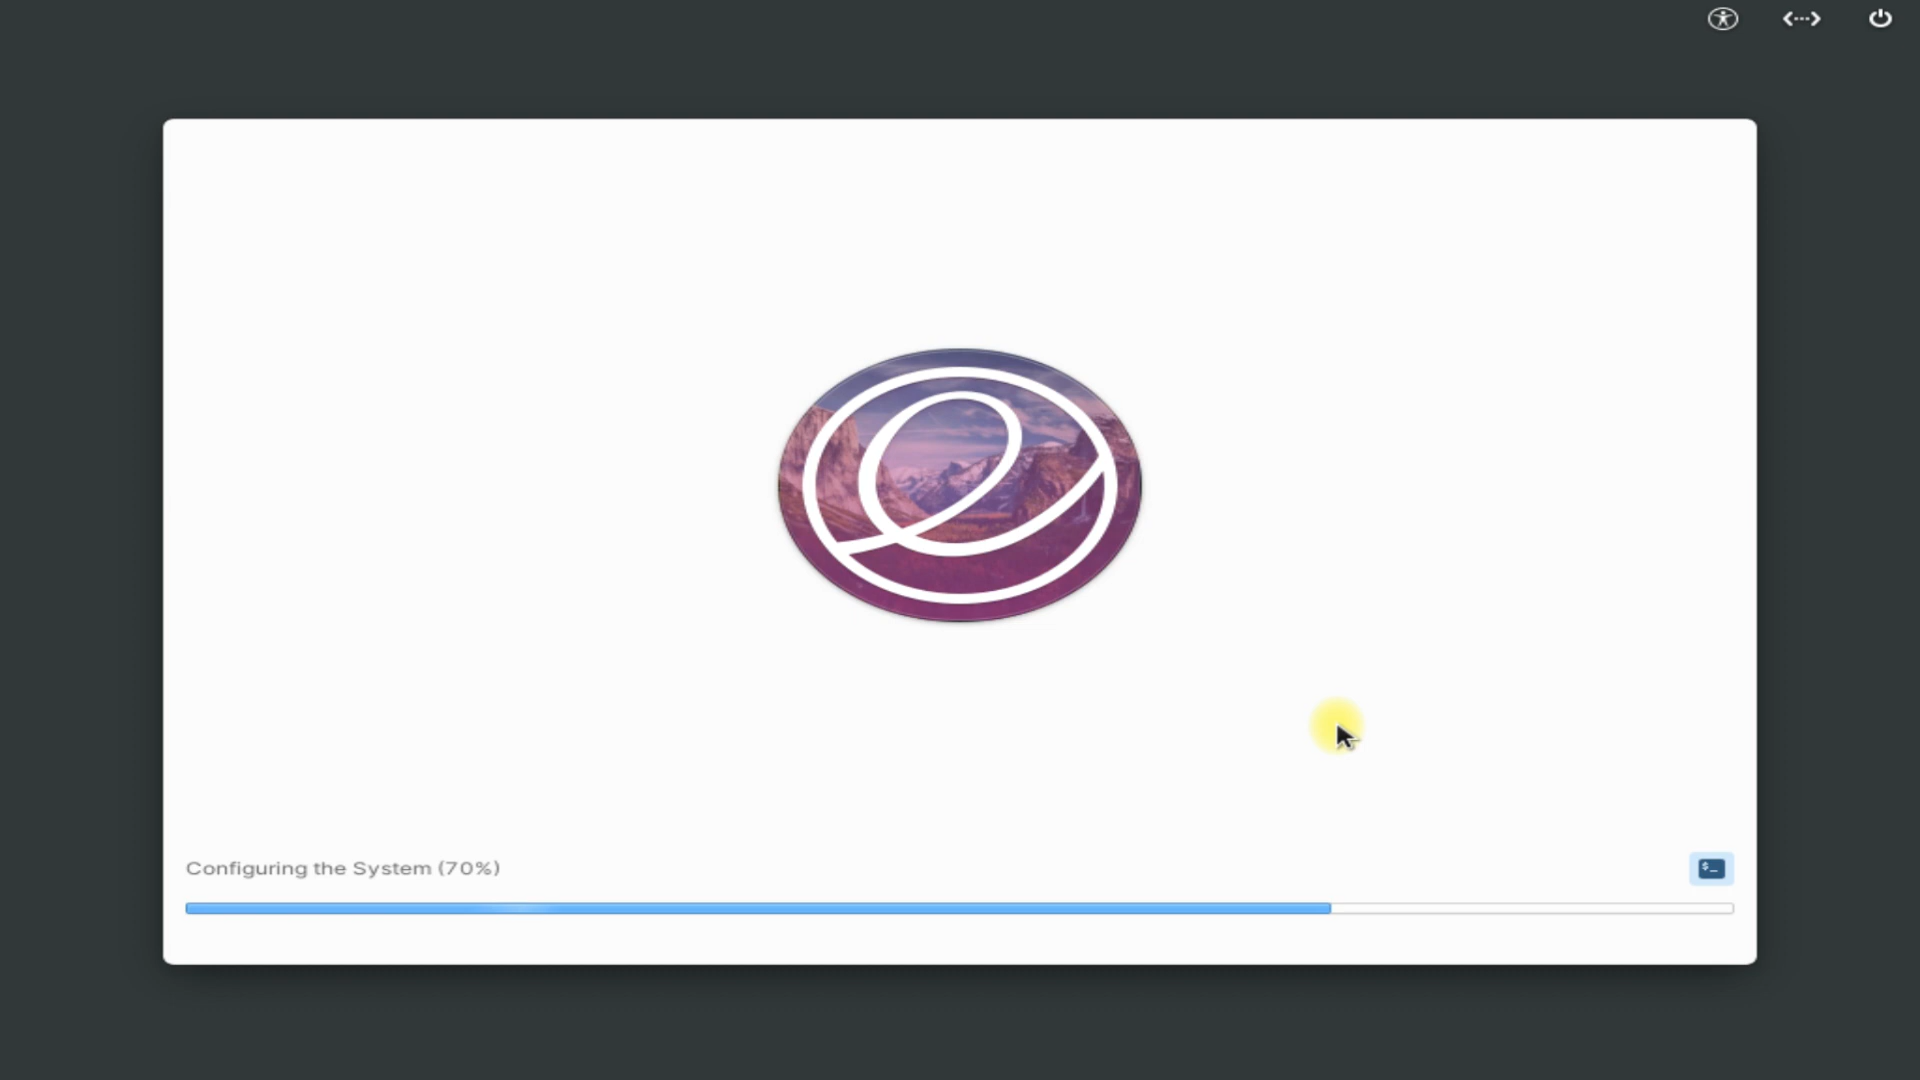 Configuring the System (70%)
$_